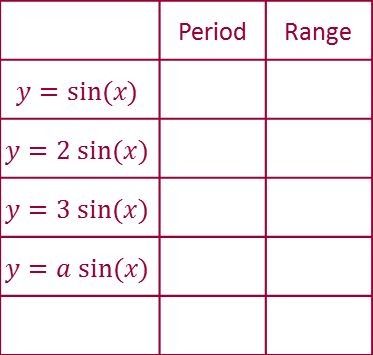 Period Range
y = sin(x)
y = 2 sin(x)
y = 3 sin(x)
y = a sin(x)